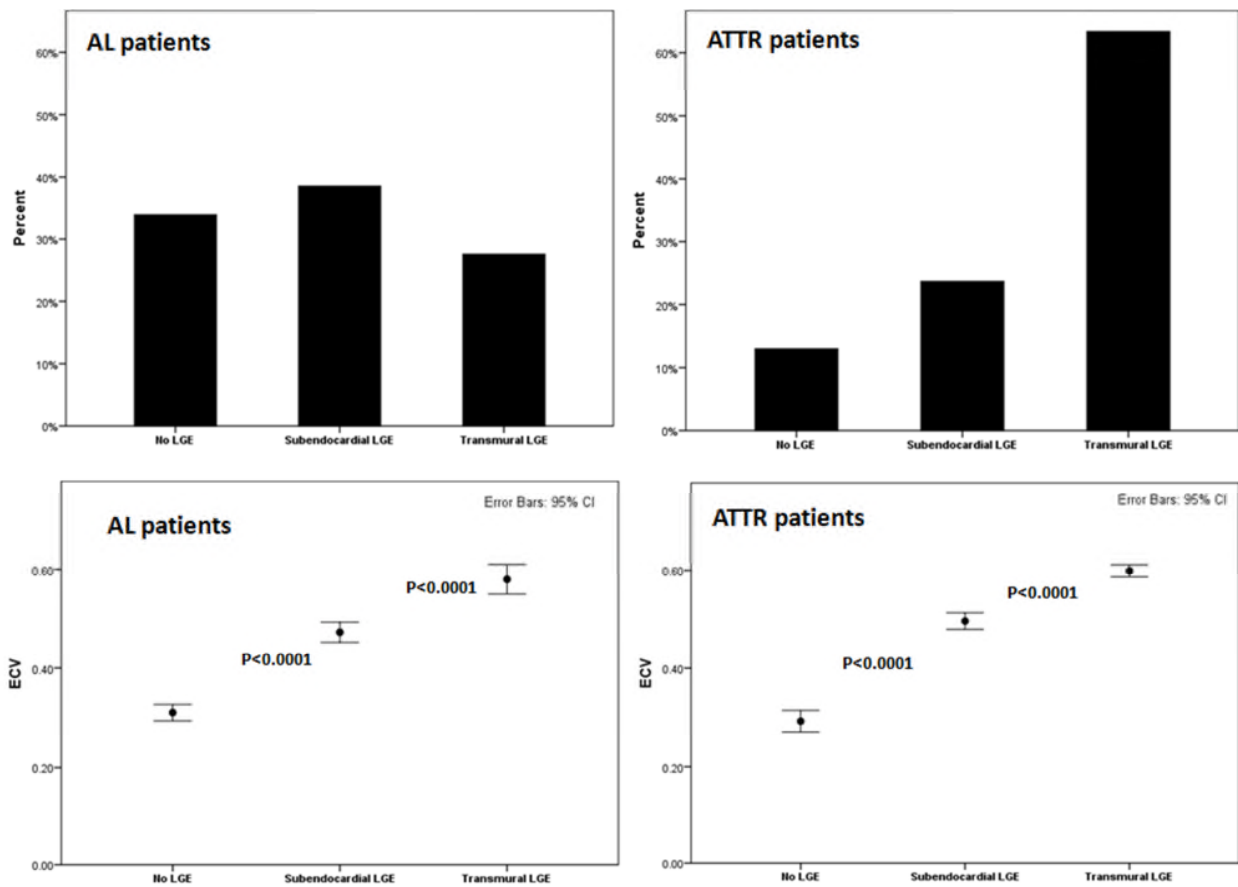 AL patients
Percent
60%
50%
40%
30%
20%
10%
0%
No LGE Subendocardial LGE Transmural LGE
ATTR patients
Percent
60%
50%
40%
30%
20%
10%
0%
No LGE Subendocardial LGE Transmural LGE
Error Bars: 95% CI
AL patients
ECV
0.60
0.40
0.20
0.00
P<0.0001
P<0.0001
No LGE Subendocardial LGE Transmural LGE
Error Bars: 95% CI
ATTR patients
ECV
0.60
0.40
0.20
0.00
P<0.0001
P<0.0001
No LGE Subendocardial LGE Transmural LGE